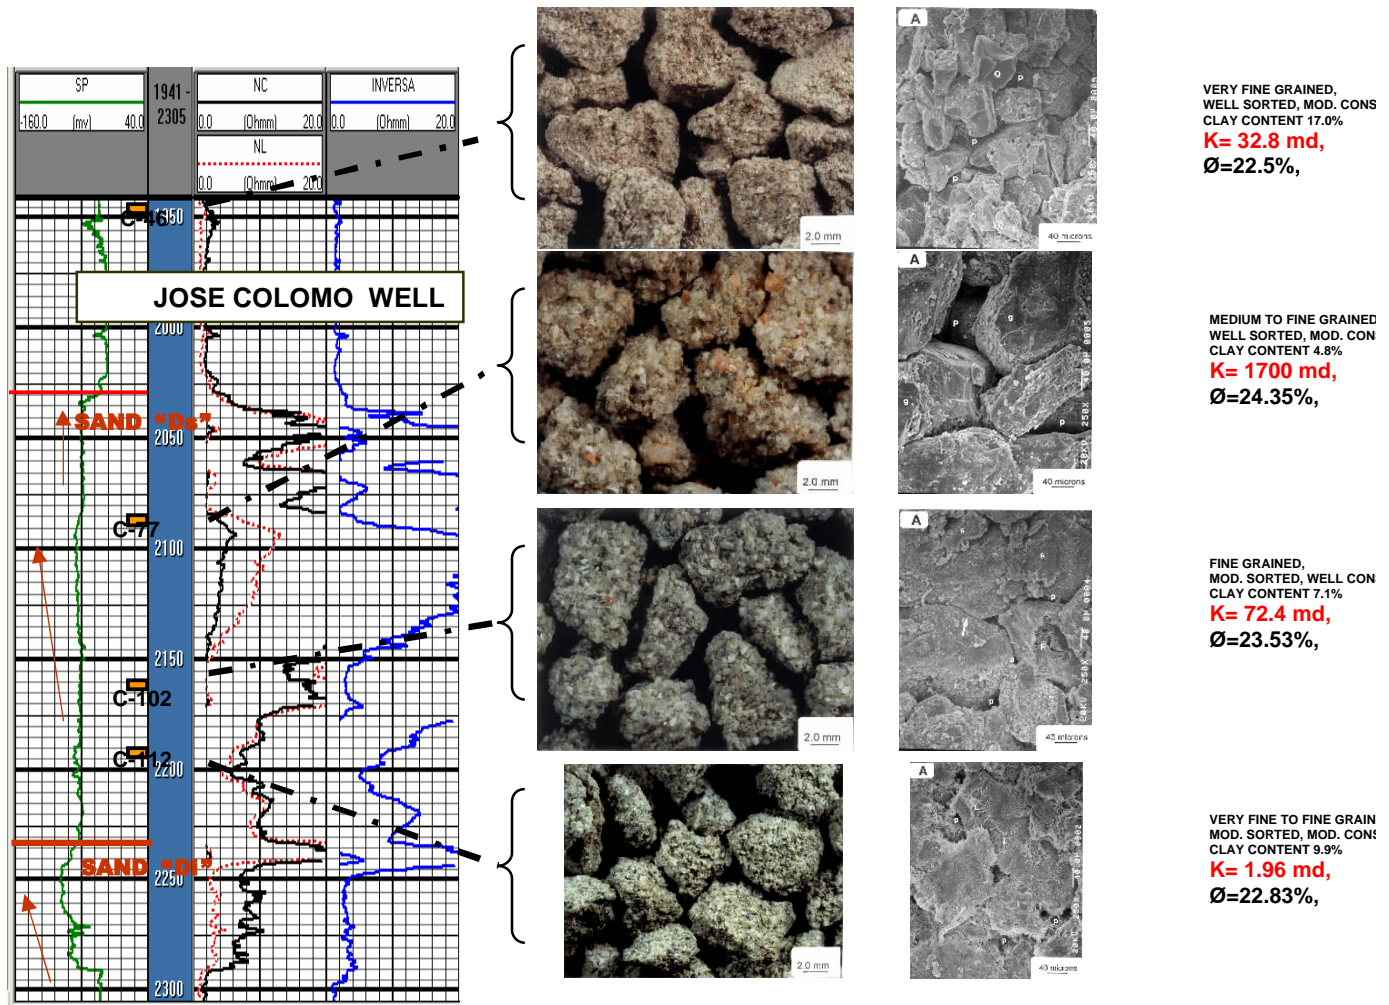 SP
-160.0 (mv) 40.0
1941 -
2305
NC
0.0 (Ohmm) 20.0
NL
0.0 (Ohmm) 20.0
INVERSA
0.0 (Ohmm) 20.0
C-46
JOSE COLOMO WELL
2000
SAND "Ds"
2050
C-77
2100
2150
C-102
C-112
2200
SAND "DI"
2250
2300
2.0 mm
A
Q
P
P
P
40 microns
VERY FINE GRAINED,
WELL SORTED, MOD. CONS
CLAY CONTENT 17.0%
K= 32.8 md,
Ø=22.5%,
2.0 mm
A
P
g
g
P
40 microns
MEDIUM TO FINE GRAINED
WELL SORTED, MOD. CONS
CLAY CONTENT 4.8%
K= 1700 md,
Ø=24.35%,
2.0 mm
A
P
P
40 microns
FINE GRAINED,
MOD. SORTED, WELL CONS
CLAY CONTENT 7.1%
K= 72.4 md,
Ø=23.53%,
2.0 mm
A
P
P
P
40 microns
VERY FINE TO FINE GRAIN
MOD. SORTED, MOD. CONS
CLAY CONTENT 9.9%
K= 1.96 md,
Ø=22.83%,